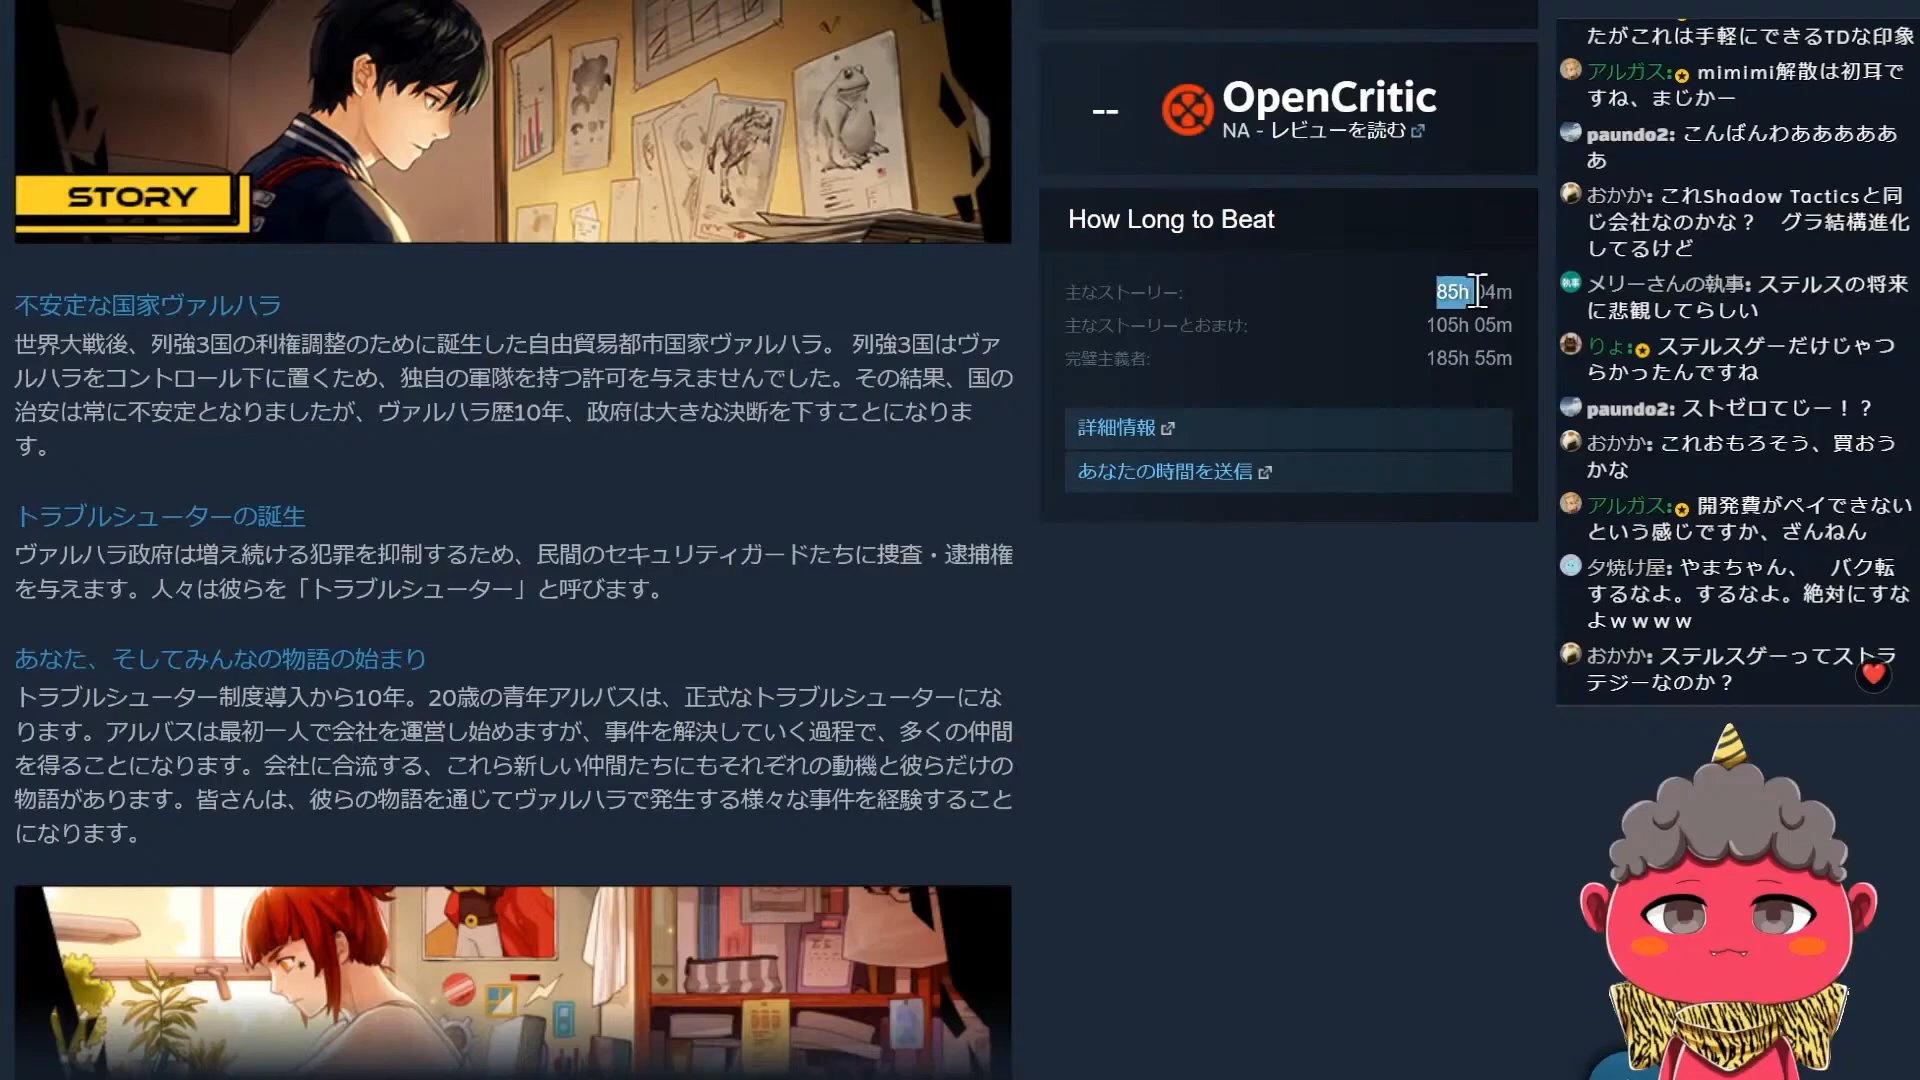 STORY
不安定な国家ヴァルハラ
世界大戦後、列強3国の利権調整のために誕生した自由貿易都市国家ヴァルハラ。 列強3国はヴァ
ルハラをコントロール下に置くため、独自の軍隊を持つ許可を与えませんでした。その結果、国の
治安は常に不安定となりましたが、ヴァルハラ歴10年、政府は大きな決断を下すことになりま
す。
トラブルシューターの誕生
ヴァルハラ政府は増え続ける犯罪を抑制するため、民間のセキュリティガードたちに捜査・逮捕権
を与えます。人々は彼らを「トラブルシューター」と呼びます。
あなた、そしてみんなの物語の始まり
トラブルシューター制度導入から10年。20歳の青年アルバスは、正式なトラブルシューターにな
ります。アルバスは最初一人で会社を運営し始めますが、事件を解決していく過程で、多くの仲間
を得ることになります。会社に合流する、これら新しい仲間たちにもそれぞれの動機と彼らだけの
物語があります。皆さんは、彼らの物語を通じてヴァルハラで発生する様々な事件を経験すること
になります。
-- OpenCritic
NA - レビューを読む
How Long to Beat
主なストーリー: 85h 04m
主なストーリーとおまけ: 105h 05m
完璧主義者: 185h 55m
詳細情報
あなたの時間を送信
たがこれは手軽にできるTDな印象
アルガス: mimimi解散は初耳で
すね、まじかー
paundo2: こんばんわああああああ
あ
おかか: これShadow Tacticsと同
じ会社なのかな？　グラ結構進化
してるけど
執事 メリーさんの執事: ステルスの将来
に悲観してらしい
りょ: ステルスゲーだけじゃつ
らかったんですね
paundo2: ストゼロてじー！？
おかか: これおもろそう、買おう
かな
アルガス: 開発費がペイできない
という感じですか、ざんねん
夕焼け屋: やまちゃん、　バク転
するなよ。するなよ。絶対にすな
よｗｗｗｗ
おかか: ステルスゲーってストラ
テジーなのか？